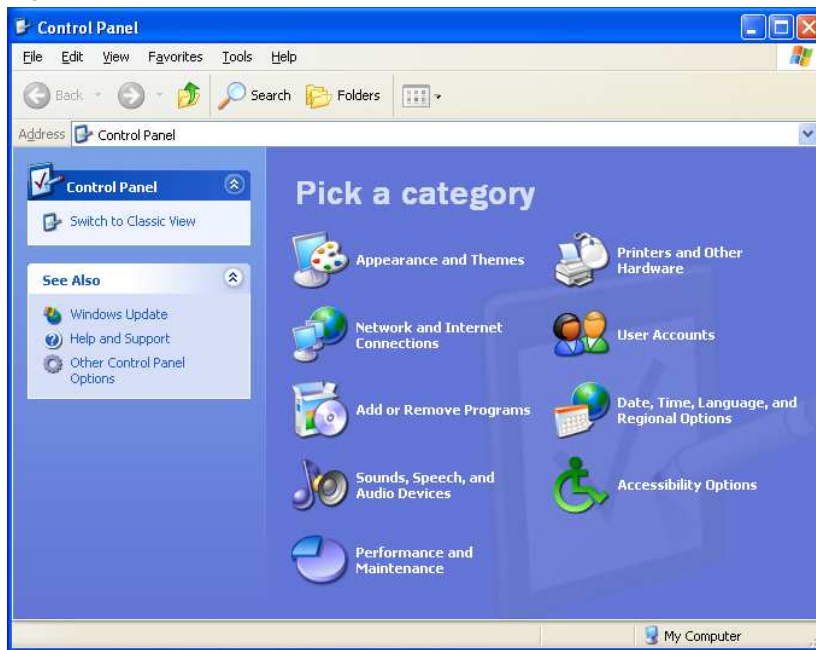 Control Panel
File Edit View Favorites Tools Help
Back Search Folders
Address Control Panel
Control Panel
Switch to Classic View
See Also
Windows Update
Help and Support
Other Control Panel
Options
Pick a category
Appearance and Themes
Printers and Other
Hardware
Network and Internet
Connections
User Accounts
Add or Remove Programs
Date, Time, Language, and
Regional Options
Sounds, Speech, and
Audio Devices
Accessibility Options
Performance and
Maintenance
My Computer